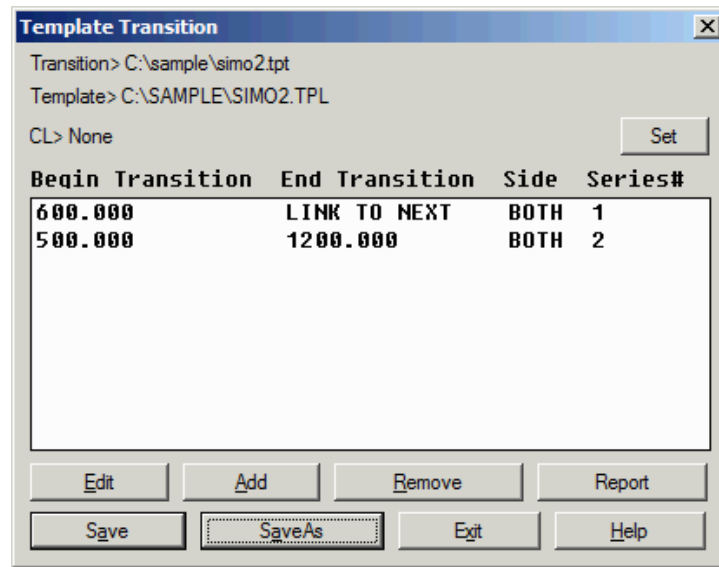 Template Transition
Transition> C:\sample\simo2.tpt
Template> C:\SAMPLE\SIMO2.TPL
CL> None
Set
Begin Transition End Transition Side Series#
600.000 LINK TO NEXT BOTH 1
500.000 1200.000 BOTH 2
Edit Add Remove Report
Save SaveAs Exit Help